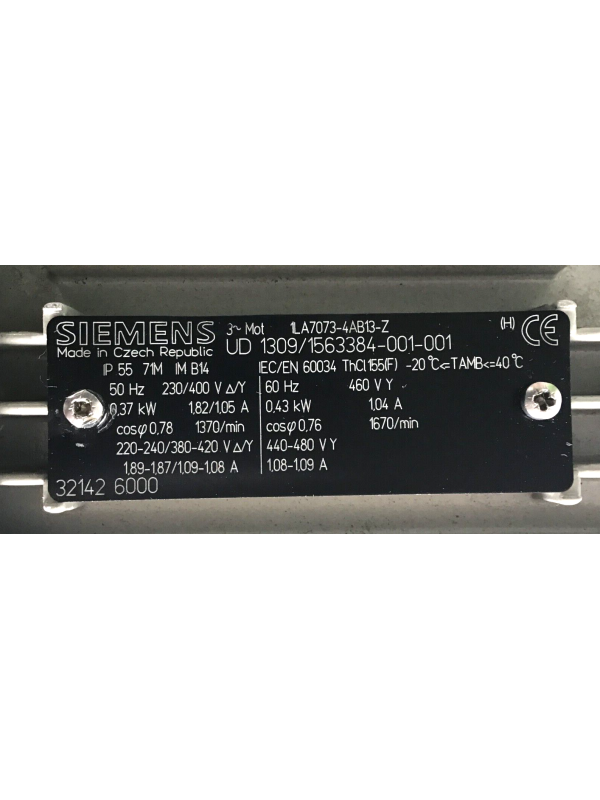 3~ Mot 1LA7073-4AB13-Z (H) CE
SIEMENS
Made in Czech Republic UD 1309/1563384-001-001
IP 55 71M IM B14 IEC/EN 60034 ThCl.155(F) -20°C<=TAMB<=40°C
50 Hz 230/400 V Δ/Y 60 Hz 460 V Y
0,37 kW 1.82/1.05 A 0,43 kW 1.04 A
cosφ 0,78 1370/min cosφ 0,76 1670/min
220-240/380-420 V Δ/Y 440-480 V Y
1.89-1.87/1.09-1.08 A 1.08-1.09 A
32142 6000